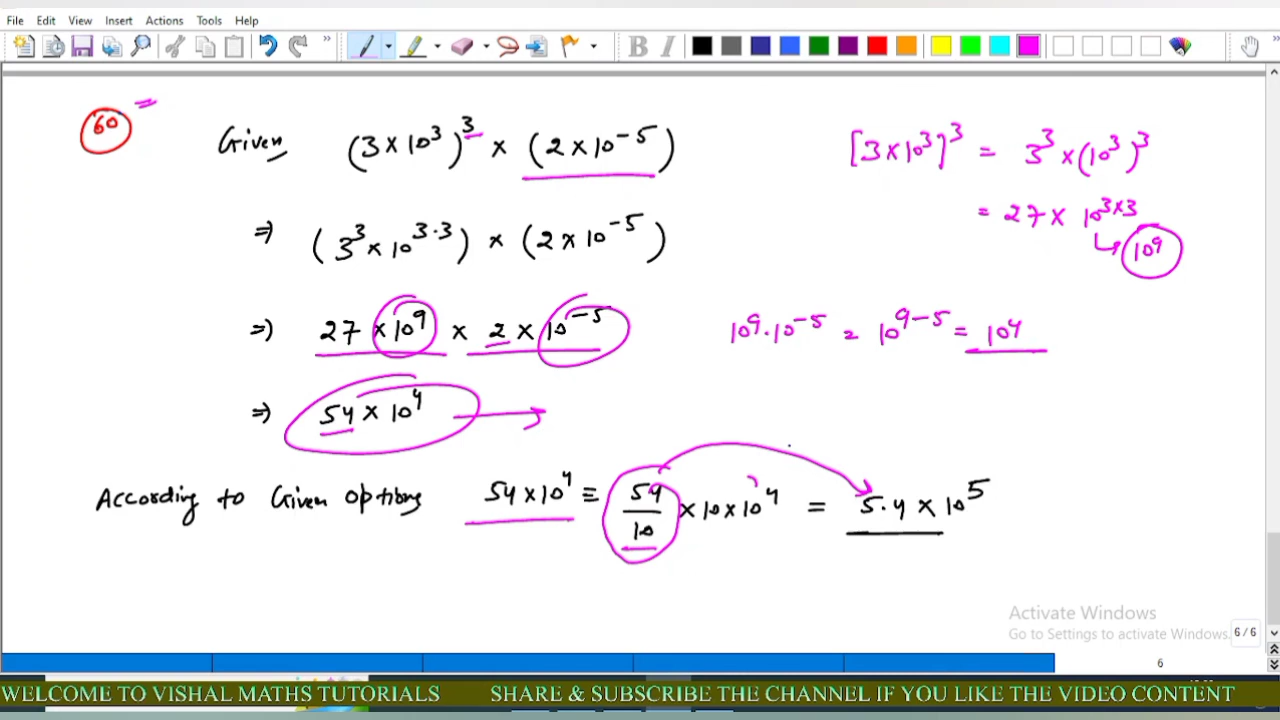 File Edit View Insert Actions Tools Help
B I
60
Given (3 × 10³)³ × (2 × 10⁻⁵)
[3 × 10³]³ = 3³ × (10³)³
= 27 × 10³ˣ³
↳ 10⁹
⇒ (3³ × 10³·³) × (2 × 10⁻⁵)
⇒ 27 × 10⁹ × 2 × 10⁻⁵
10⁹ · 10⁻⁵ = 10⁹⁻⁵ = 10⁴
⇒ 54 × 10⁴ →
According to Given Options 54 × 10⁴ = 54/10 × 10 × 10⁴ = 5.4 × 10⁵
Activate Windows
Go to Settings to activate Windows.
6/6
6
WELCOME TO VISHAL MATHS TUTORIALS SHARE & SUBSCRIBE THE CHANNEL IF YOU LIKE THE VIDEO CONTENT